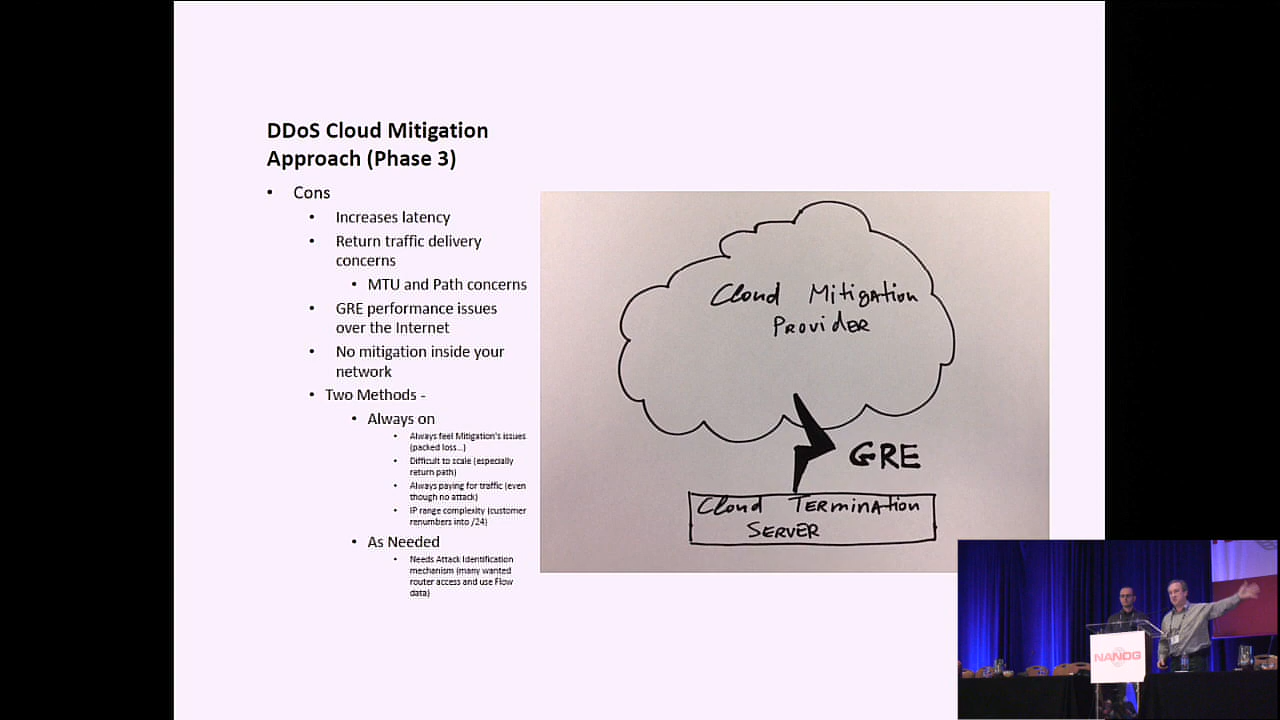 DDoS Cloud Mitigation
Approach (Phase 3)
• Cons
• Increases latency
• Return traffic delivery
concerns
• MTU and Path concerns
• GRE performance issues
over the Internet
• No mitigation inside your
network
• Two Methods -
• Always on
• Always feel Mitigation's issues
(packed loss...)
• Difficult to scale (especially
return path)
• Always paying for traffic (even
though no attack)
• IP range complexity (customer
renumbers into /24)
• As Needed
• Needs Attack Identification
mechanism (many wanted
router access and use Flow
data)
Cloud Mitigation
Provider
GRE
Cloud Termination
Server
NANOG